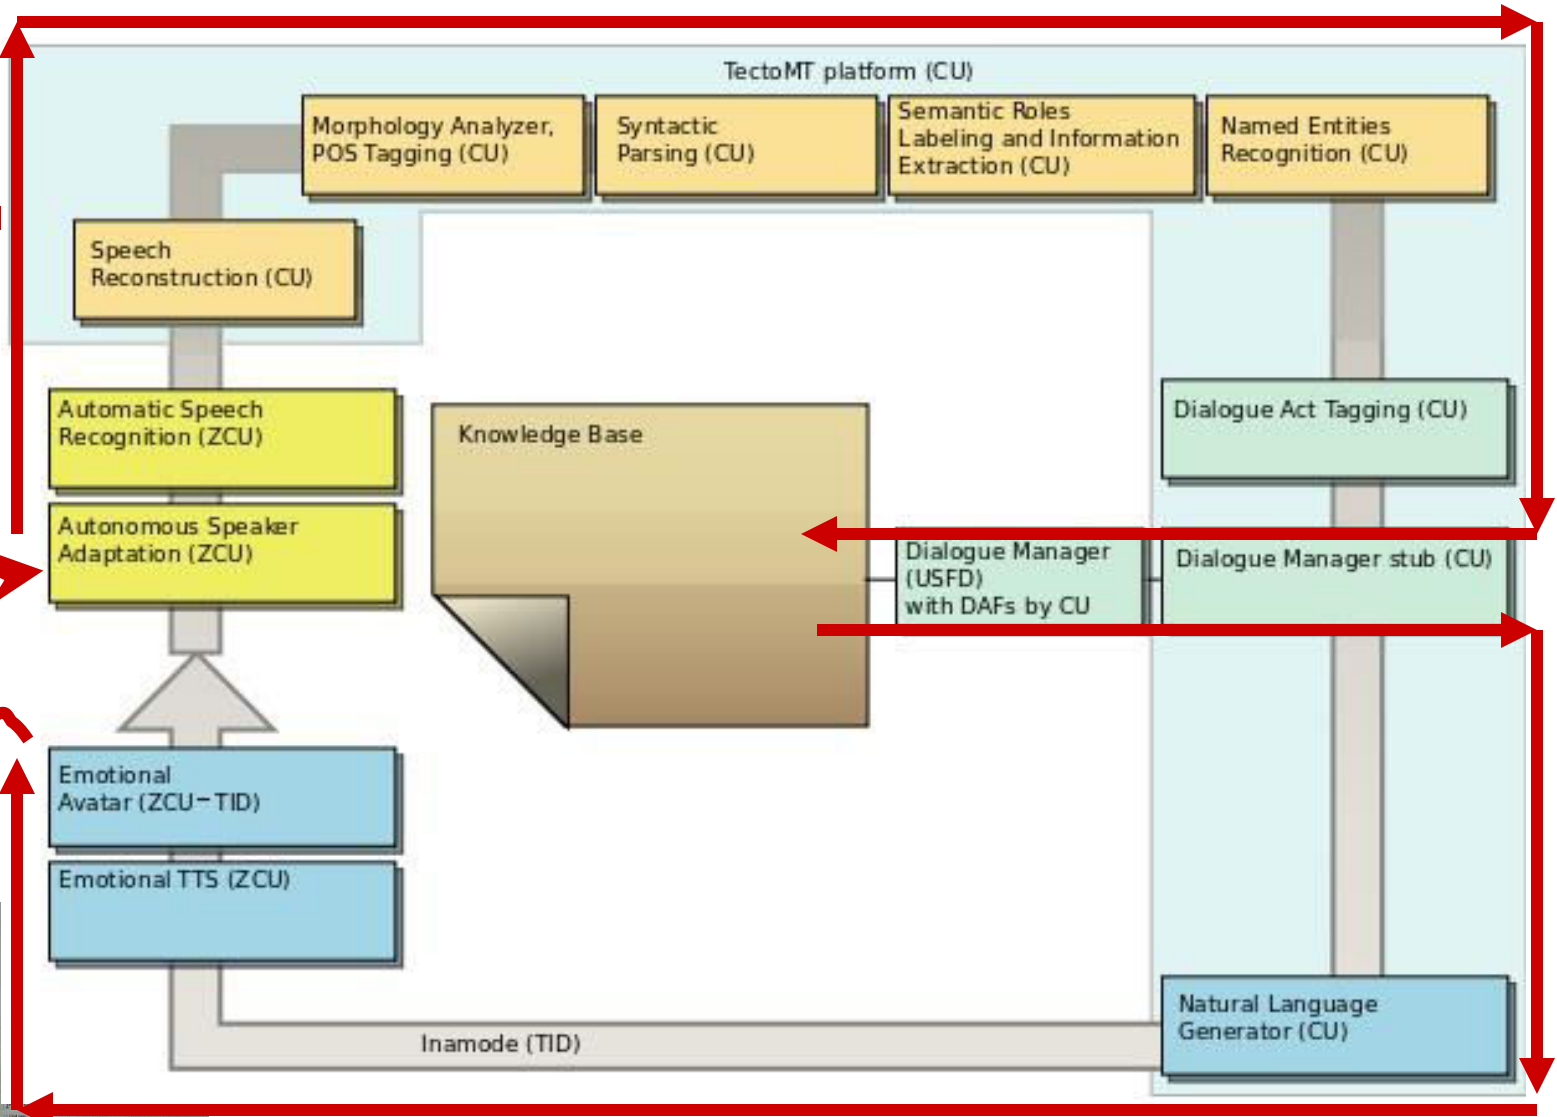 TectoMT platform (CU)
Morphology Analyzer,
POS Tagging (CU)
Syntactic
Parsing (CU)
Semantic Roles
Labeling and Information
Extraction (CU)
Named Entities
Recognition (CU)
Speech
Reconstruction (CU)
Automatic Speech
Recognition (ZCU)
Knowledge Base
Dialogue Act Tagging (CU)
Autonomous Speaker
Adaptation (ZCU)
Dialogue Manager
(USFD)
with DAFs by CU
Dialogue Manager stub (CU)
Emotional
Avatar (ZCU-TID)
Emotional TTS (ZCU)
Natural Language
Generator (CU)
Inamode (TID)